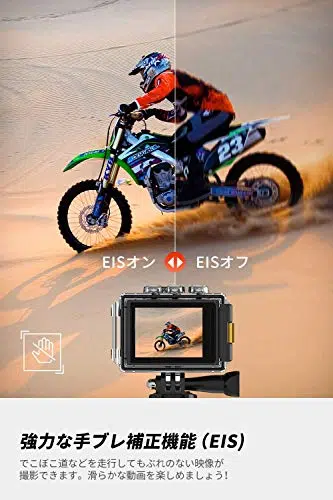 23
EISオン EISオフ
強力な手ブレ補正機能（EIS）
でこぼこ道などを走行してもぶれのない映像が
撮影できます。滑らかな動画を楽しめましょう！